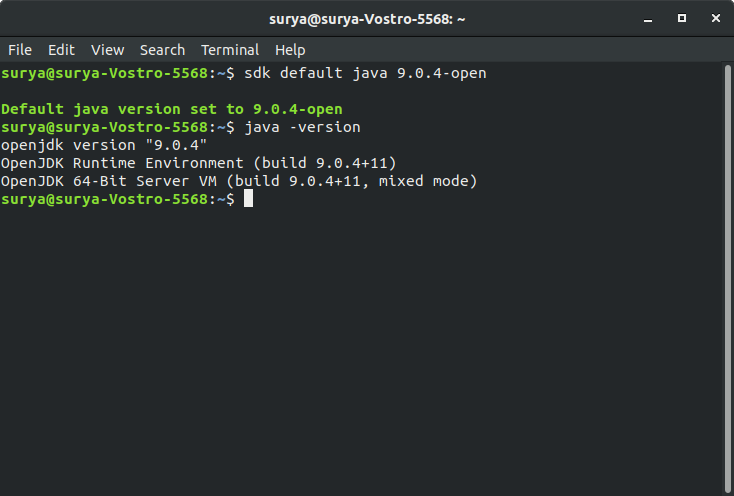 surya@surya-Vostro-5568: ~
File Edit View Search Terminal Help
surya@surya-Vostro-5568:~$ sdk default java 9.0.4-open
Default java version set to 9.0.4-open
surya@surya-Vostro-5568:~$ java -version
openjdk version "9.0.4"
OpenJDK Runtime Environment (build 9.0.4+11)
OpenJDK 64-Bit Server VM (build 9.0.4+11, mixed mode)
surya@surya-Vostro-5568:~$